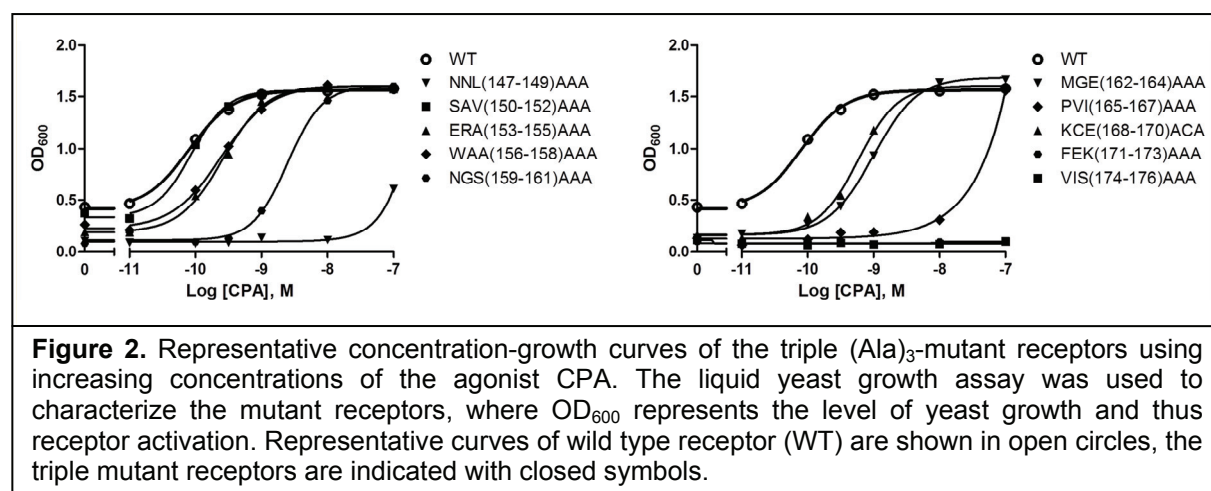 2.0
1.5
1.0
0.5
0.0
OD600
0
-11
-10
-9
-8
-7
Log [CPA], M
WT
NNL(147-149)AAA
SAV(150-152)AAA
ERA(153-155)AAA
WAA(156-158)AAA
NGS(159-161)AAA
2.0
1.5
1.0
0.5
0.0
OD600
0
-11
-10
-9
-8
-7
Log [CPA], M
WT
MGE(162-164)AAA
PVI(165-167)AAA
KCE(168-170)ACA
FEK(171-173)AAA
VIS(174-176)AAA
Figure 2. Representative concentration-growth curves of the triple (Ala)3-mutant receptors using
increasing concentrations of the agonist CPA. The liquid yeast growth assay was used to
characterize the mutant receptors, where OD600 represents the level of yeast growth and thus
receptor activation. Representative curves of wild type receptor (WT) are shown in open circles, the
triple mutant receptors are indicated with closed symbols.